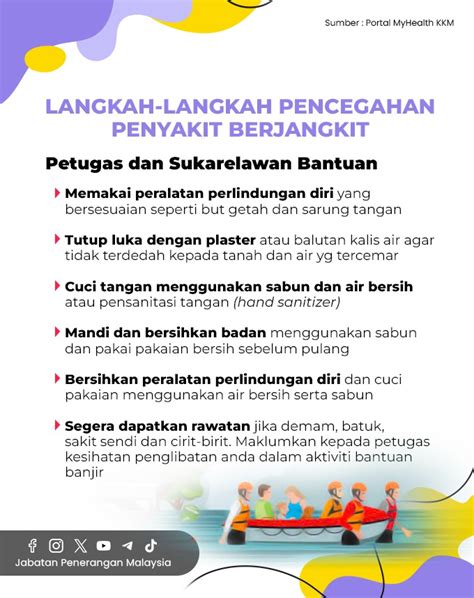 Sumber : Portal MyHealth KKM
LANGKAH-LANGKAH PENCEGAHAN
PENYAKIT BERJANGKIT
Petugas dan Sukarelawan Bantuan
Memakai peralatan perlindungan diri yang
bersesuaian seperti but getah dan sarung tangan
Tutup luka dengan plaster atau balutan kalis air agar
tidak terdedah kepada tanah dan air yg tercemar
Cuci tangan menggunakan sabun dan air bersih
atau pensanitasi tangan (hand sanitizer)
Mandi dan bersihkan badan menggunakan sabun
dan pakai pakaian bersih sebelum pulang
Bersihkan peralatan perlindungan diri dan cuci
pakaian menggunakan air bersih serta sabun
Segera dapatkan rawatan jika demam, batuk,
sakit sendi dan cirit-birit. Maklumkan kepada petugas
kesihatan penglibatan anda dalam aktiviti bantuan
banjir
Jabatan Penerangan Malaysia